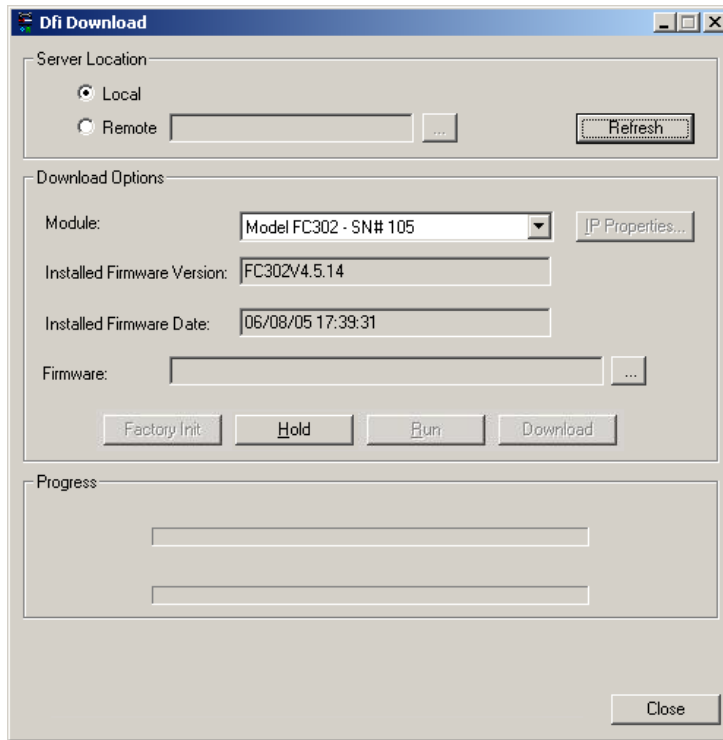 Dfi Download
Server Location
Local
Remote ...
Refresh
Download Options
Module: Model FC302 - SN# 105 IP Properties...
Installed Firmware Version: FC302V4.5.14
Installed Firmware Date: 06/08/05 17:39:31
Firmware: ...
Factory Init Hold Run Download
Progress
Close